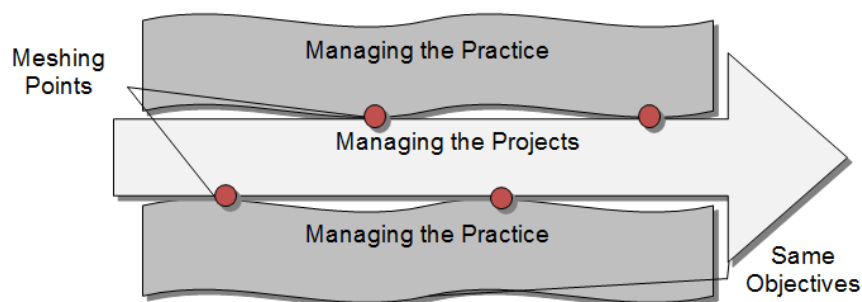 Managing the Practice
Meshing
Points
Managing the Projects
Managing the Practice
Same
Objectives